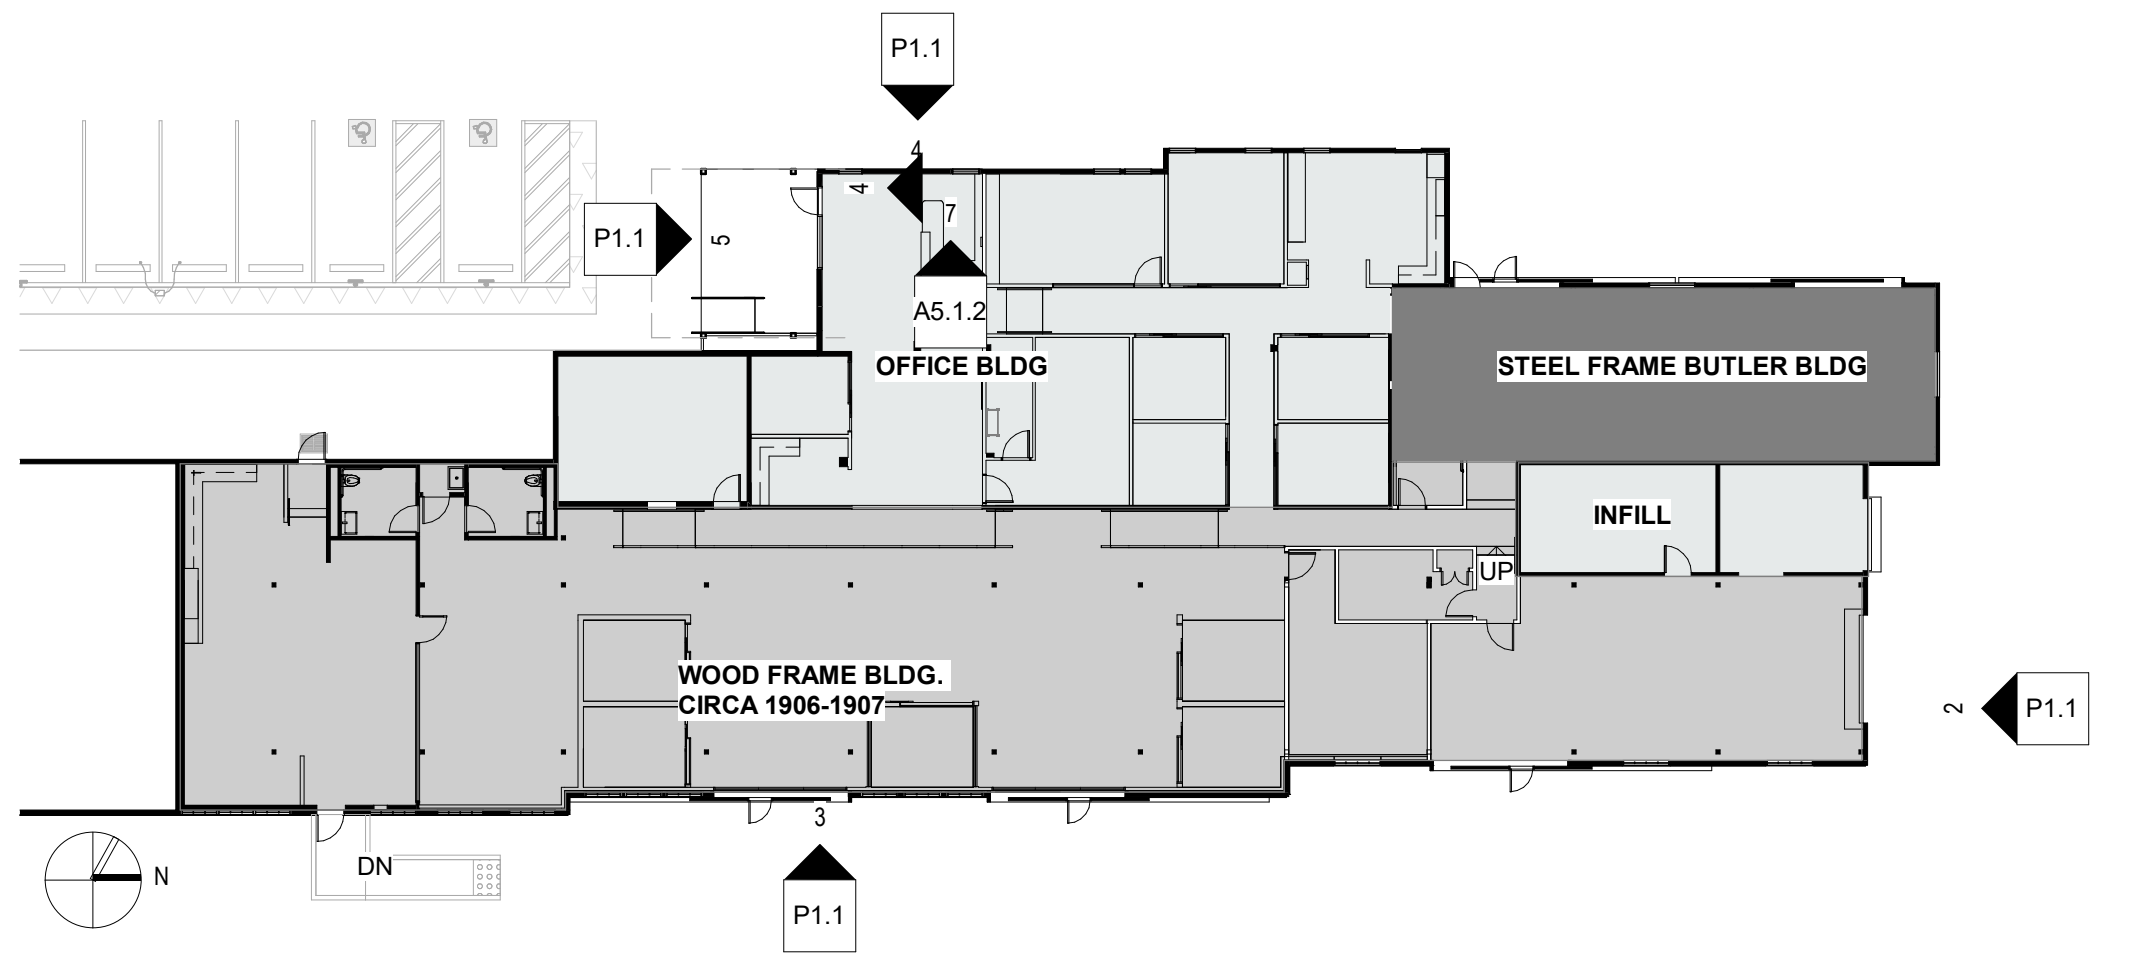 P1.1
4
4
7
P1.1
5
A5.1.2
OFFICE BLDG
STEEL FRAME BUTLER BLDG
INFILL
UP
WOOD FRAME BLDG.
CIRCA 1906-1907
2
P1.1
3
DN
N
P1.1